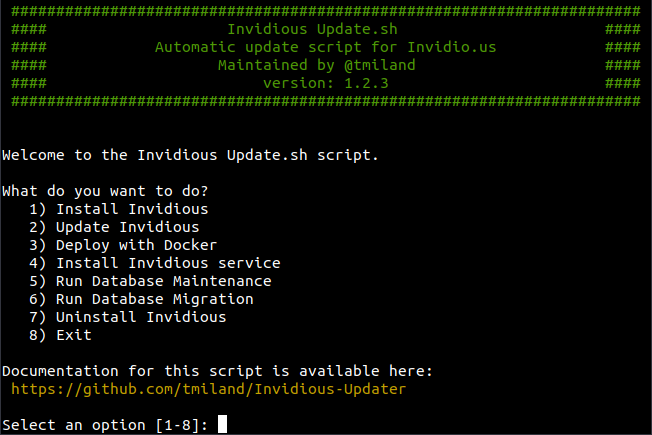 ######################################################################
#### Invidious Update.sh ####
#### Automatic update script for Invidio.us ####
#### Maintained by @tmiland ####
#### version: 1.2.3 ####
######################################################################
Welcome to the Invidious Update.sh script.
What do you want to do?
1) Install Invidious
2) Update Invidious
3) Deploy with Docker
4) Install Invidious service
5) Run Database Maintenance
6) Run Database Migration
7) Uninstall Invidious
8) Exit
Documentation for this script is available here:
https://github.com/tmiland/Invidious-Updater
Select an option [1-8]: